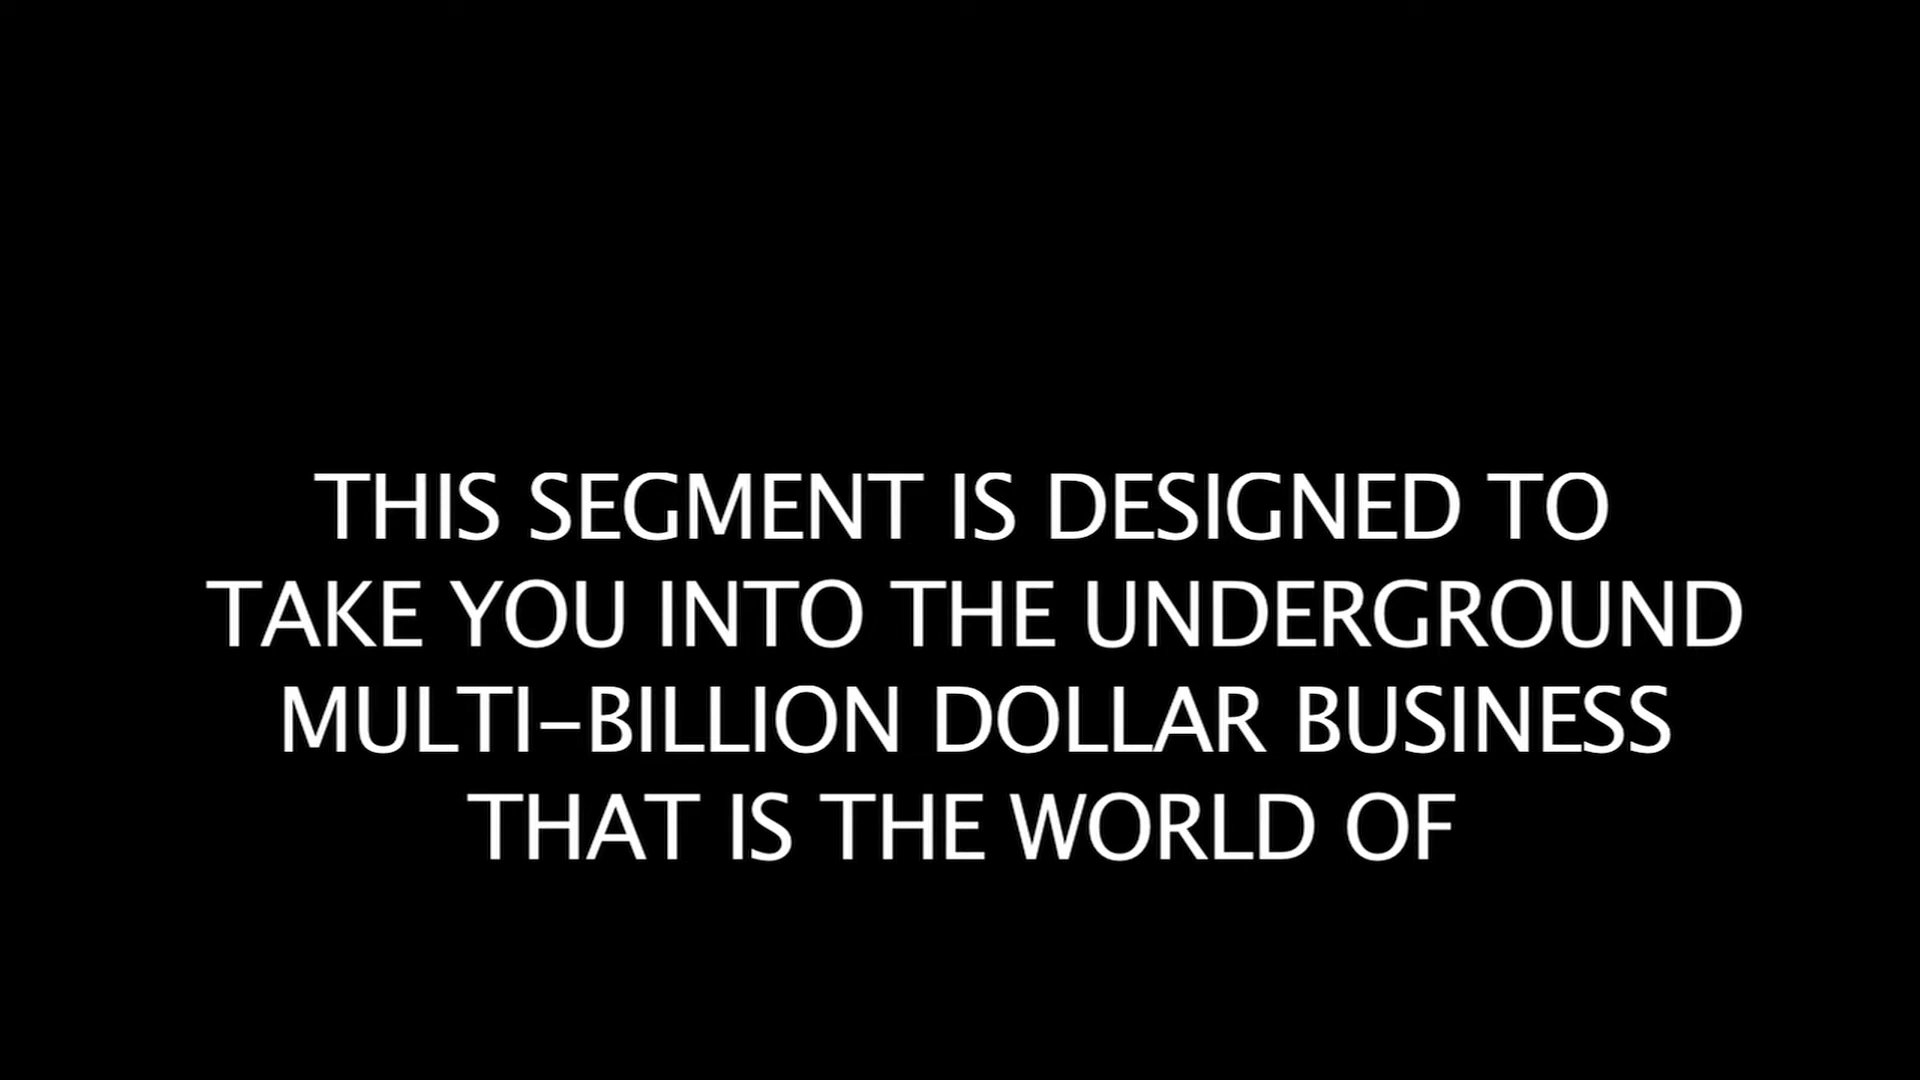 THIS SEGMENT IS DESIGNED TO
TAKE YOU INTO THE UNDERGROUND
MULTI-BILLION DOLLAR BUSINESS
THAT IS THE WORLD OF